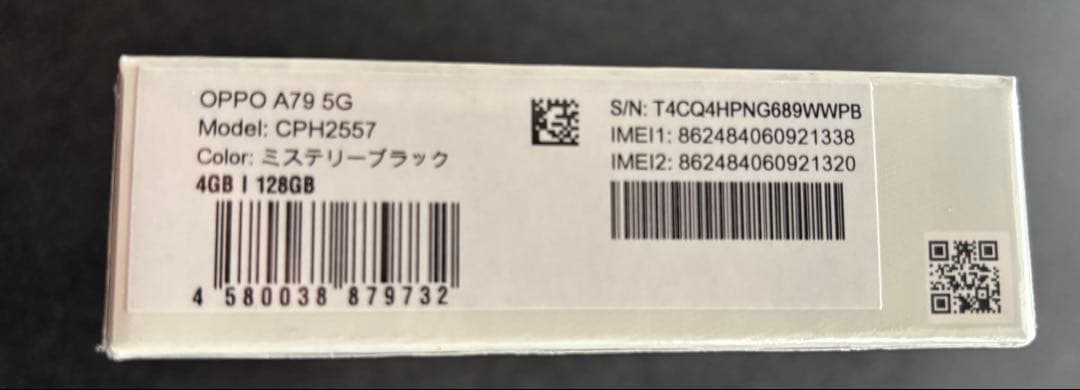 OPPO A79 5G
Model: CPH2557
Color: ミステリーブラック
4GB | 128GB
4 580038 879732
S/N: T4CQ4HPNG689WWPB
IMEI1: 862484060921338
IMEI2: 862484060921320